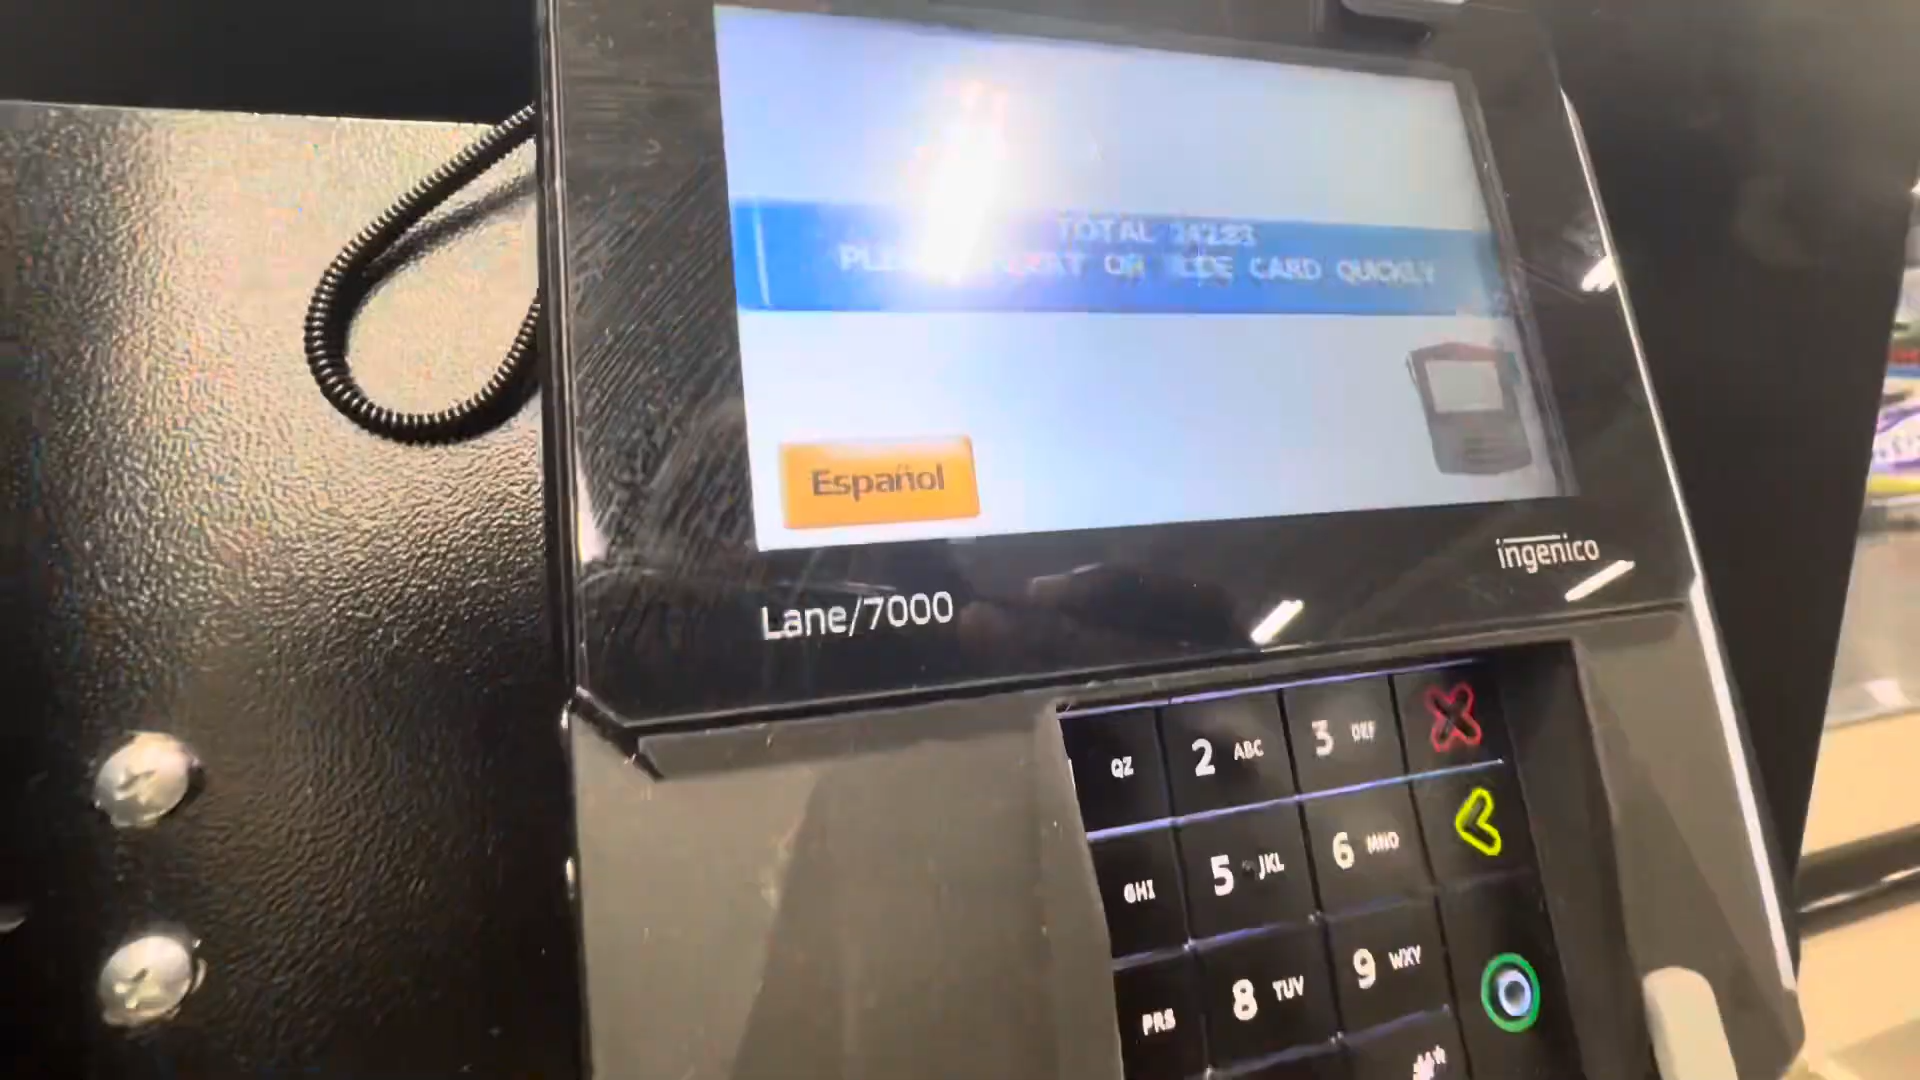 TOTAL
CARD QUICKLY
Español
ingenico
Lane/7000
QZ 2 ABC 3 DEF
GHI 5 JKL 6 MNO
PRS 8 TUV 9 WXY